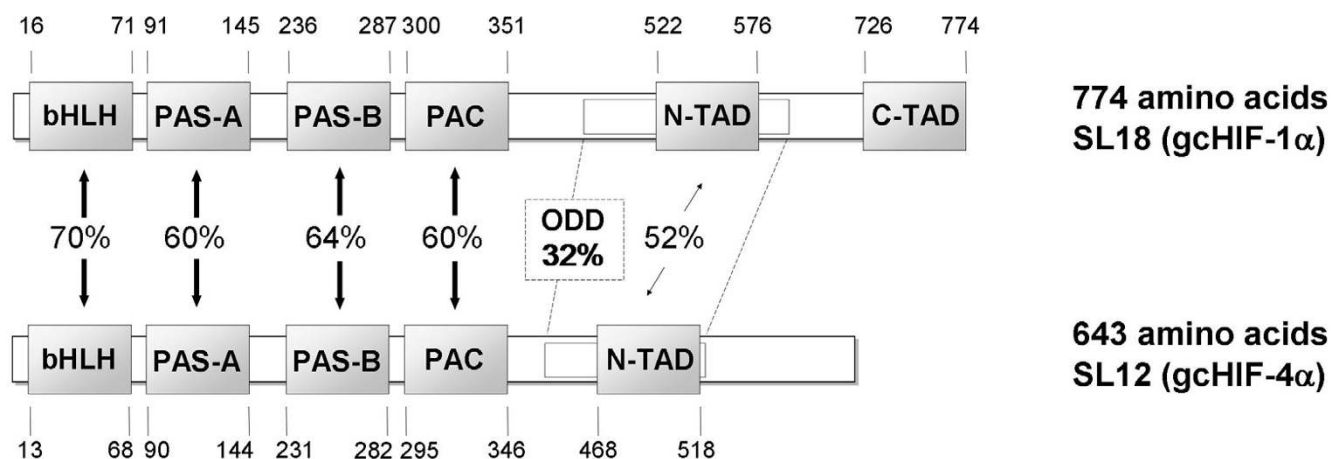 16 71 91 145 236 287 300 351 522 576 726 774
bHLH PAS-A PAS-B PAC N-TAD C-TAD
774 amino acids
SL18 (gcHIF-1α)
70% 60% 64% 60% ODD 52%
32%
bHLH PAS-A PAS-B PAC N-TAD
643 amino acids
SL12 (gcHIF-4α)
13 68 90 144 231 282 295 346 468 518